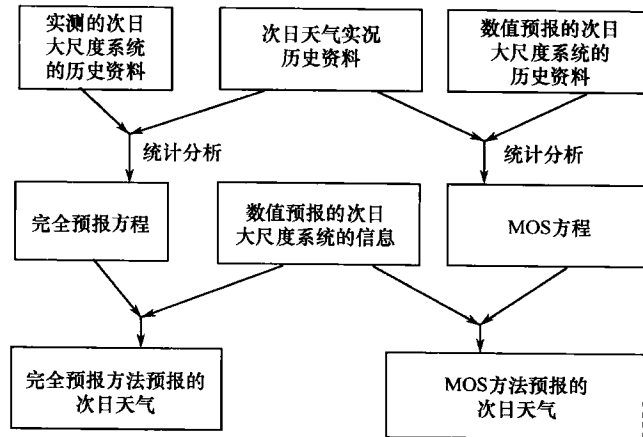 实测的次日
大尺度系统
的历史资料
次日天气实况
历史资料
数值预报的次日
大尺度系统的
历史资料
统计分析
统计分析
完全预报方程
数值预报的次日
大尺度系统的信息
MOS方程
完全预报方法预报的
次日天气
MOS方法预报的
次日天气